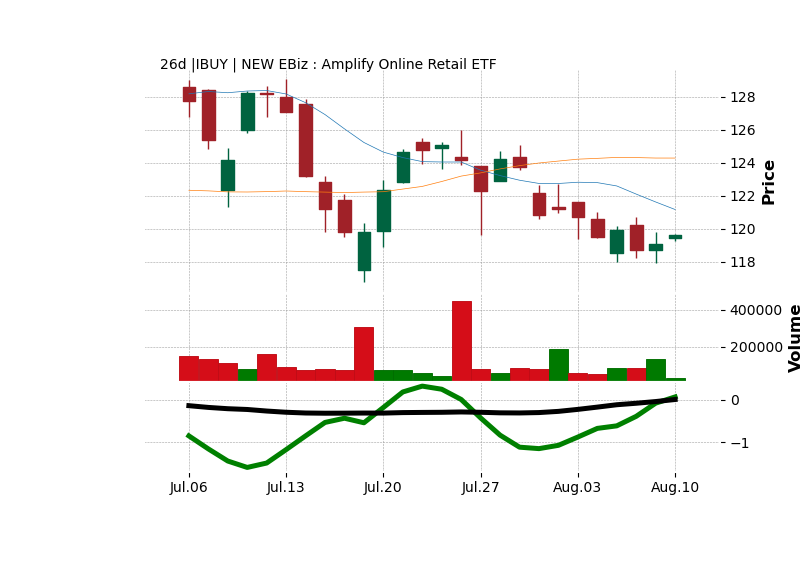 26d |IBUY | NEW EBiz : Amplify Online Retail ETF
128
126
124
122
120
118
Price
400000
200000
Volume
0
−1
Jul.06 Jul.13 Jul.20 Jul.27 Aug.03 Aug.10